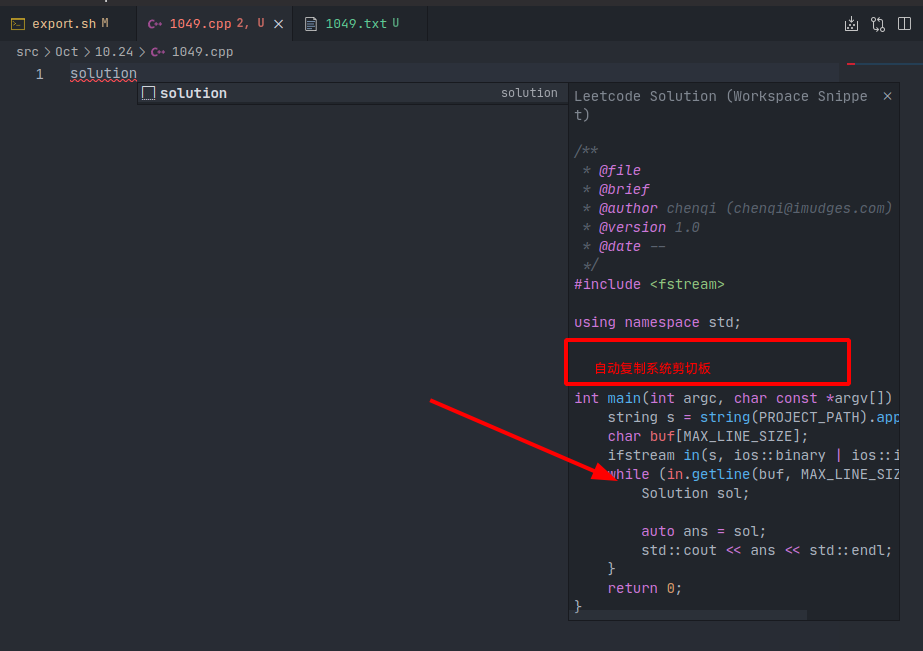 export.sh M
1049.cpp 2, U
1049.txt U
src > Oct > 10.24 > 1049.cpp
1 solution
solution solution
Leetcode Solution (Workspace Snippe
t)
/**
 * @file
 * @brief
 * @author chenqi (chenqi@imudges.com)
 * @version 1.0
 * @date --
 */
#include <fstream>
using namespace std;
自动复制系统剪切板
int main(int argc, char const *argv[])
    string s = string(PROJECT_PATH).app
    char buf[MAX_LINE_SIZE];
    ifstream in(s, ios::binary | ios::i
    while (in.getline(buf, MAX_LINE_SIZ
        Solution sol;
        auto ans = sol;
        std::cout << ans << std::endl;
    }
    return 0;
}